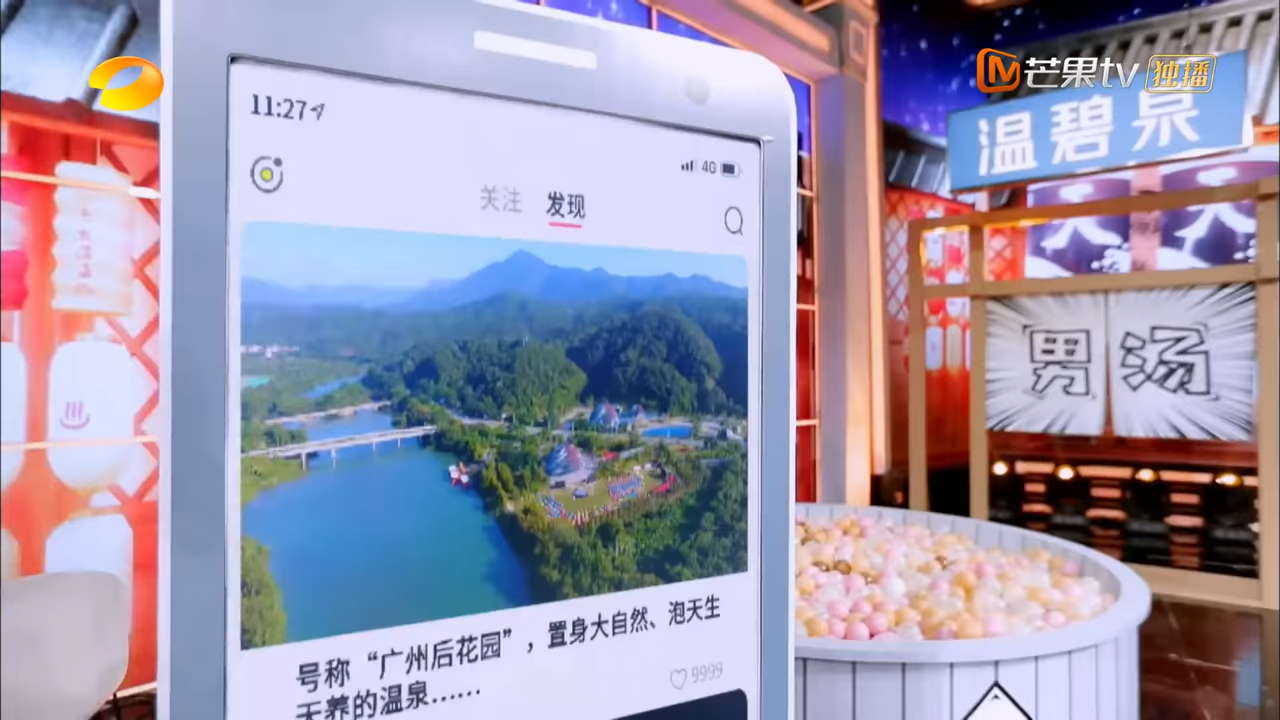 11:27
4G
关注 发现
号称“广州后花园”，置身大自然、泡天生
天养的温泉……
9999
芒果tv 独播
温碧泉
男汤